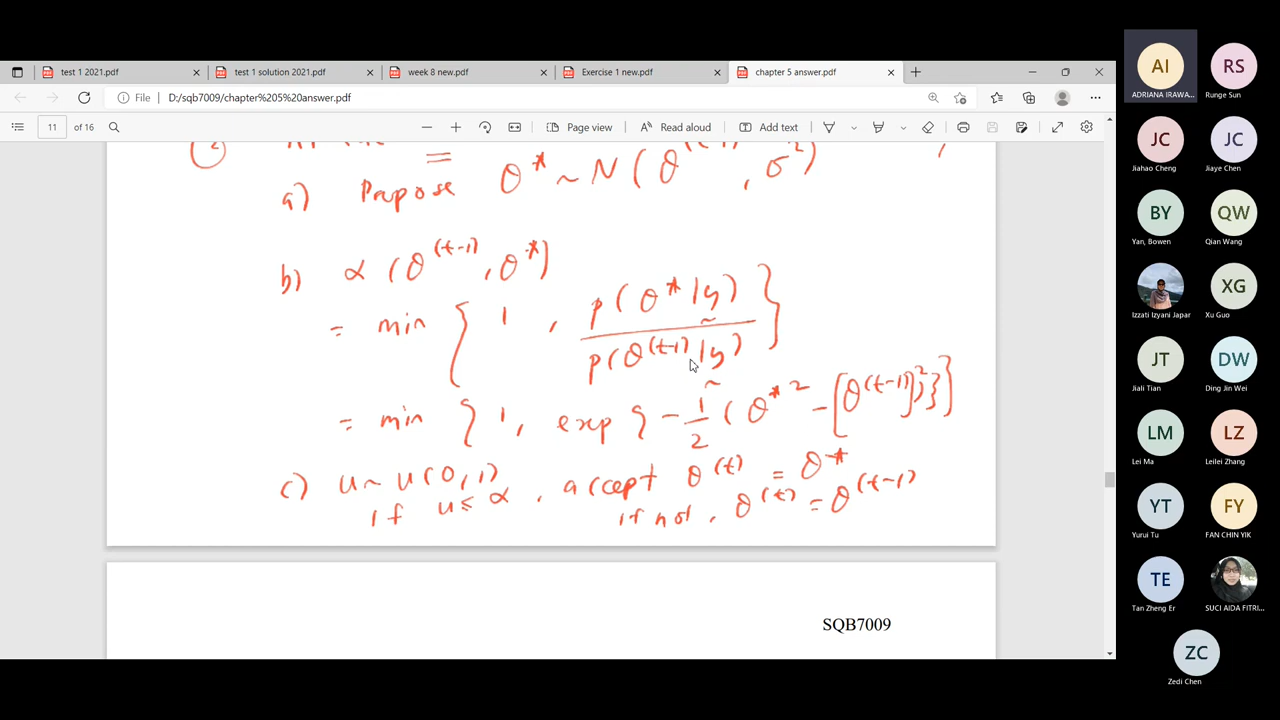 test 1 2021.pdf
test 1 solution 2021.pdf
week 8 new.pdf
Exercise 1 new.pdf
chapter 5 answer.pdf
File D:/sqb7009/chapter%205%20answer.pdf
11 of 16
Page view
Read aloud
Add text
a) Propose θ* ~ N(θ^(t-1), σ²)
b) α(θ^(t-1), θ*)
= min { 1, p(θ*|y) / p(θ^(t-1)|y) }
= min { 1, exp{ -1/2 (θ*² - [θ^(t-1)]²) } }
c) u ~ U(0,1)
if u ≤ α, accept θ^(t) = θ*
if not, θ^(t) = θ^(t-1)
SQB7009
AI
ADRIANA IRAWA...
RS
Runge Sun
JC
Jiahao Cheng
JC
Jiaye Chen
BY
Yan, Bowen
QW
Qian Wang
Izzati Izyani Japar
XG
Xu Guo
JT
Jiali Tian
DW
Ding Jin Wei
LM
Lei Ma
LZ
Leilei Zhang
YT
Yurui Tu
FY
FAN CHIN YIK
TE
Tan Zheng Er
SUCI AIDA FITRI...
ZC
Zedi Chen